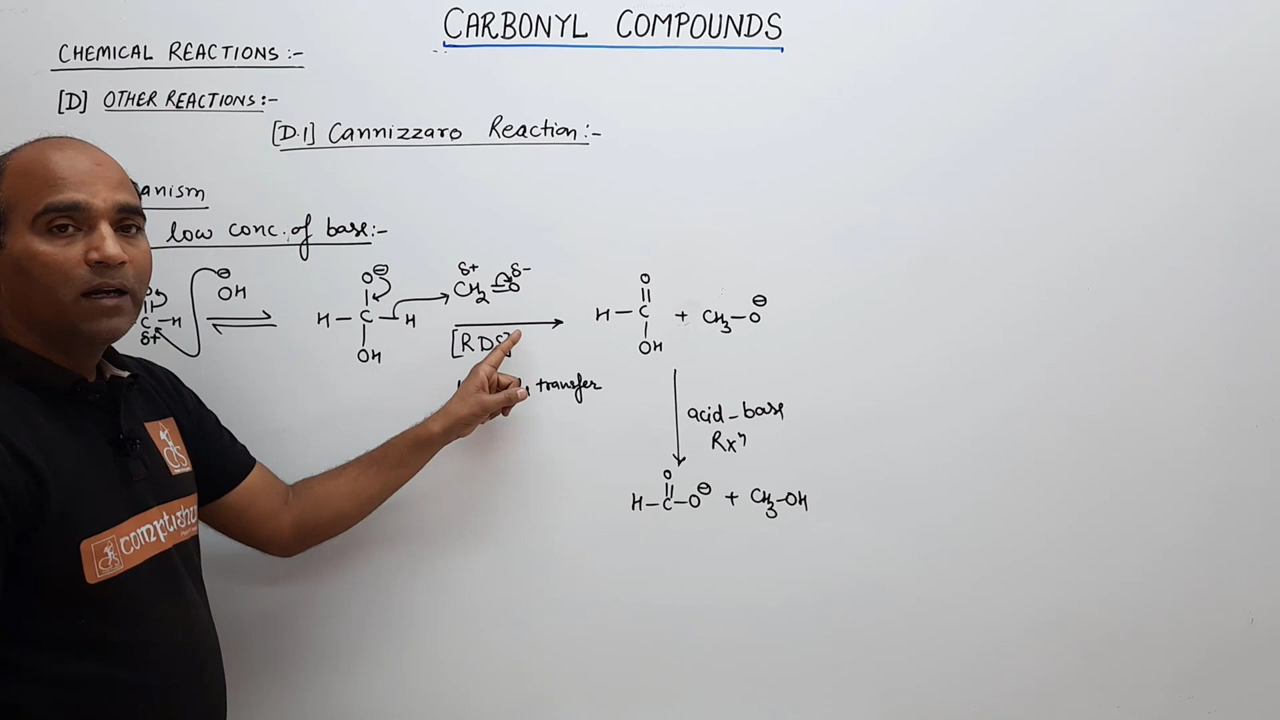 CARBONYL COMPOUNDS
CHEMICAL REACTIONS :-
[D] OTHER REACTIONS :-
[D.1] Cannizzaro Reaction :-
low conc. of base :-
O⊖
H – C – H
OH
⊖
OH
δ+ δ-
CH2 = O
O
C – H
δ+
[RDS]
transfer
O
H – C
OH
+ CH3 – O⊖
acid-base
Rxⁿ
O
H – C – O⊖ + CH3 – OH